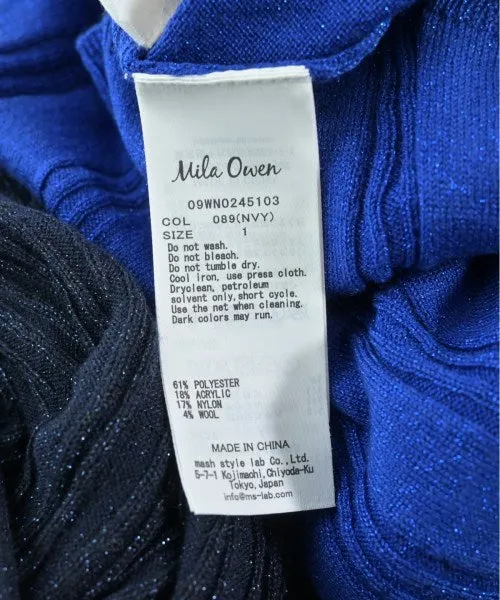 Mila Owen
09WNO245103
COL 089(NVY)
SIZE 1
Do not wash.
Do not bleach.
Do not tumble dry.
Cool iron, use press cloth.
Dryclean, petroleum
solvent only, short cycle.
Use the net when cleaning.
Dark colors may run.
61% POLYESTER
18% ACRYLIC
17% NYLON
4% WOOL
MADE IN CHINA
mash style lab Co.,Ltd.
5-7-1 Kojimachi,Chiyoda-Ku
Tokyo,Japan
info@ms-lab.com